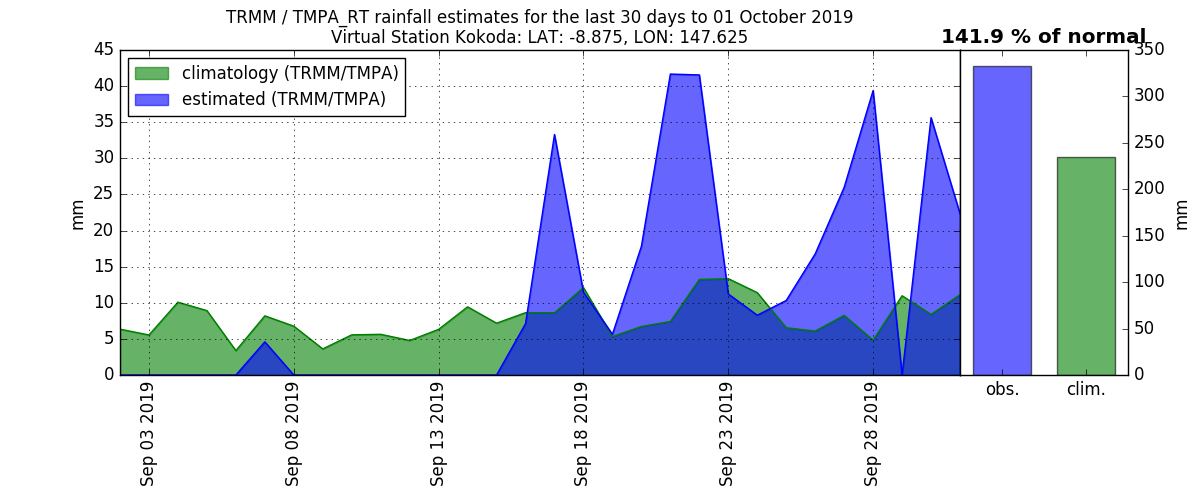 TRMM / TMPA_RT rainfall estimates for the last 30 days to 01 October 2019
Virtual Station Kokoda: LAT: -8.875, LON: 147.625
141.9 % of normal
climatology (TRMM/TMPA)
estimated (TRMM/TMPA)
mm
45
40
35
30
25
20
15
10
5
0
Sep 03 2019
Sep 08 2019
Sep 13 2019
Sep 18 2019
Sep 23 2019
Sep 28 2019
obs.
clim.
350
300
250
200
150
100
50
0
mm